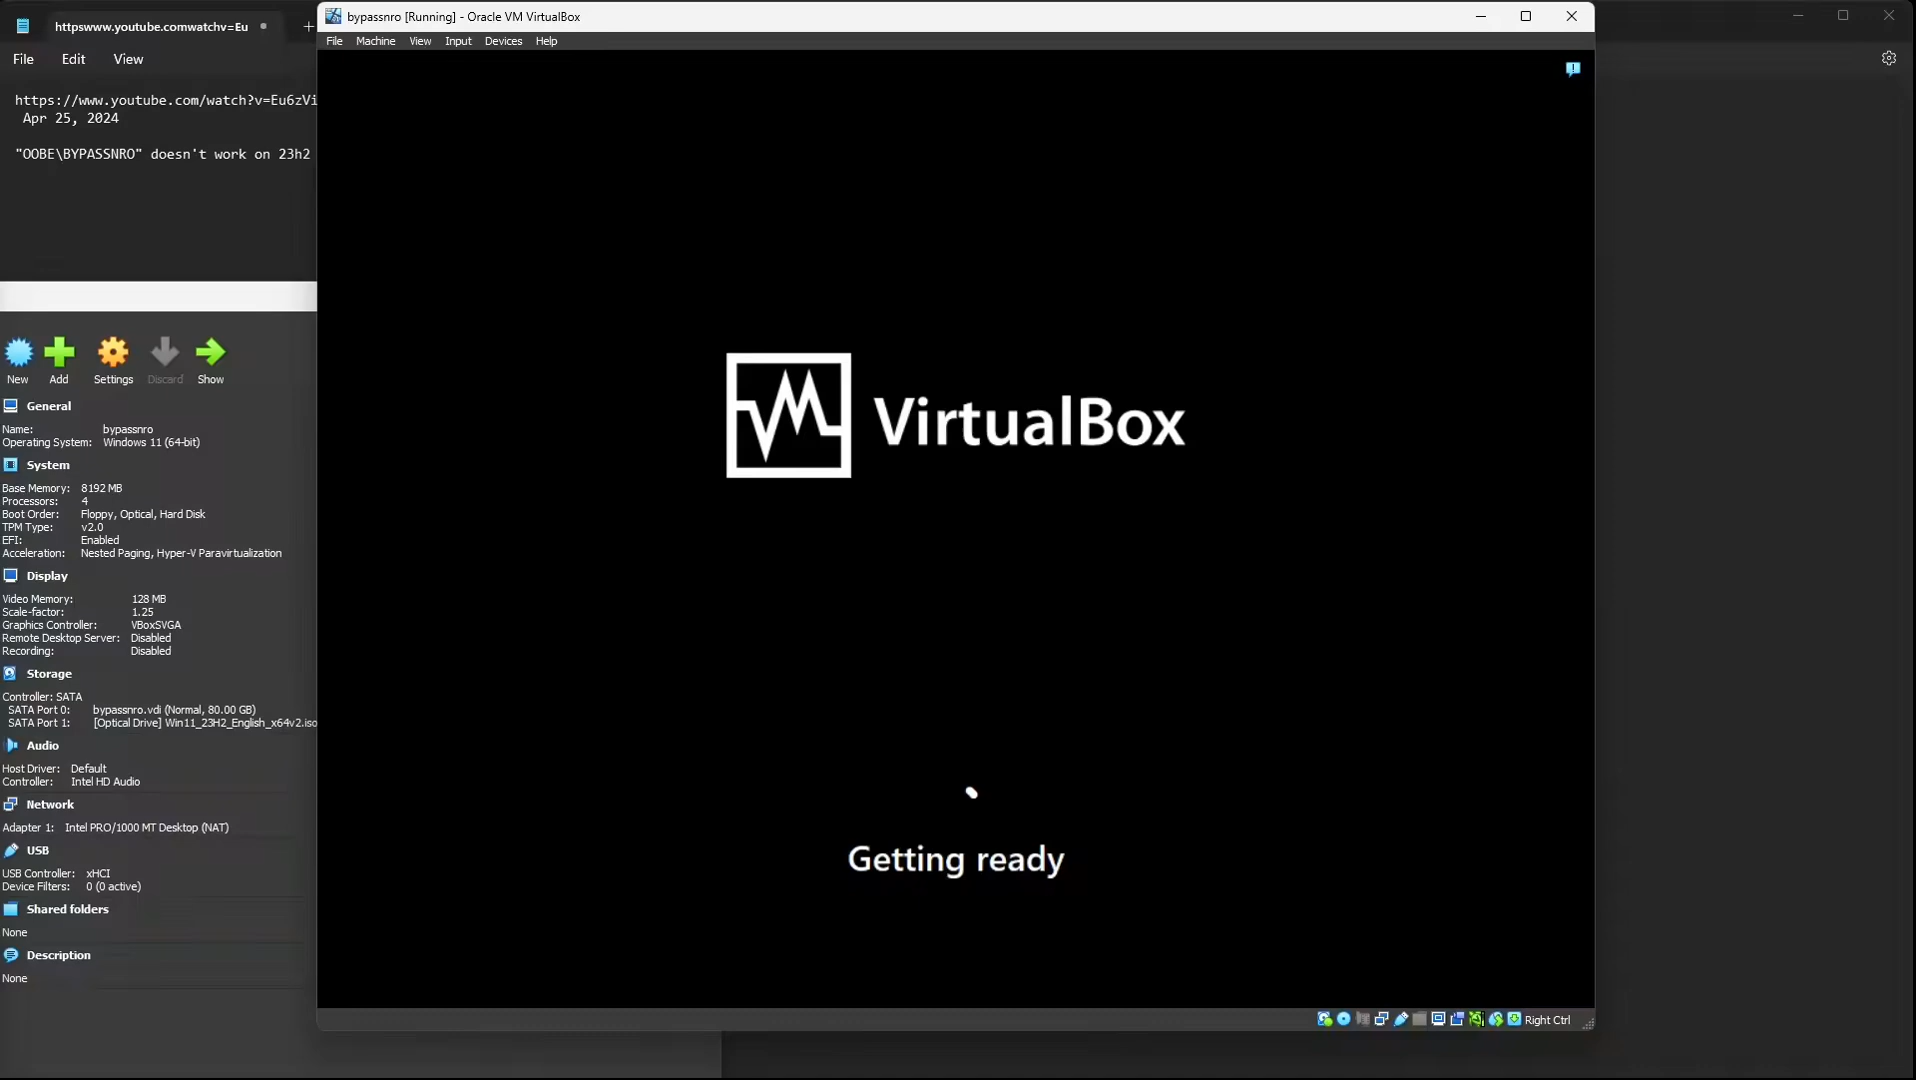 httpswww.youtube.comwatchv=Eu
File Edit View
https://www.youtube.com/watch?v=Eu6zVi
Apr 25, 2024
"OOBE\BYPASSNRO" doesn't work on 23h2
New Add Settings Discard Show
General
Name: bypassnro
Operating System: Windows 11 (64-bit)
System
Base Memory: 8192 MB
Processors: 4
Boot Order: Floppy, Optical, Hard Disk
TPM Type: v2.0
EFI: Enabled
Acceleration: Nested Paging, Hyper-V Paravirtualization
Display
Video Memory: 128 MB
Scale-factor: 1.25
Graphics Controller: VBoxSVGA
Remote Desktop Server: Disabled
Recording: Disabled
Storage
Controller: SATA
SATA Port 0: bypassnro.vdi (Normal, 80.00 GB)
SATA Port 1: [Optical Drive] Win11_23H2_English_x64v2.iso
Audio
Host Driver: Default
Controller: Intel HD Audio
Network
Adapter 1: Intel PRO/1000 MT Desktop (NAT)
USB
USB Controller: xHCI
Device Filters: 0 (0 active)
Shared folders
None
Description
None
bypassnro [Running] - Oracle VM VirtualBox
File Machine View Input Devices Help
VirtualBox
Getting ready
Right Ctrl